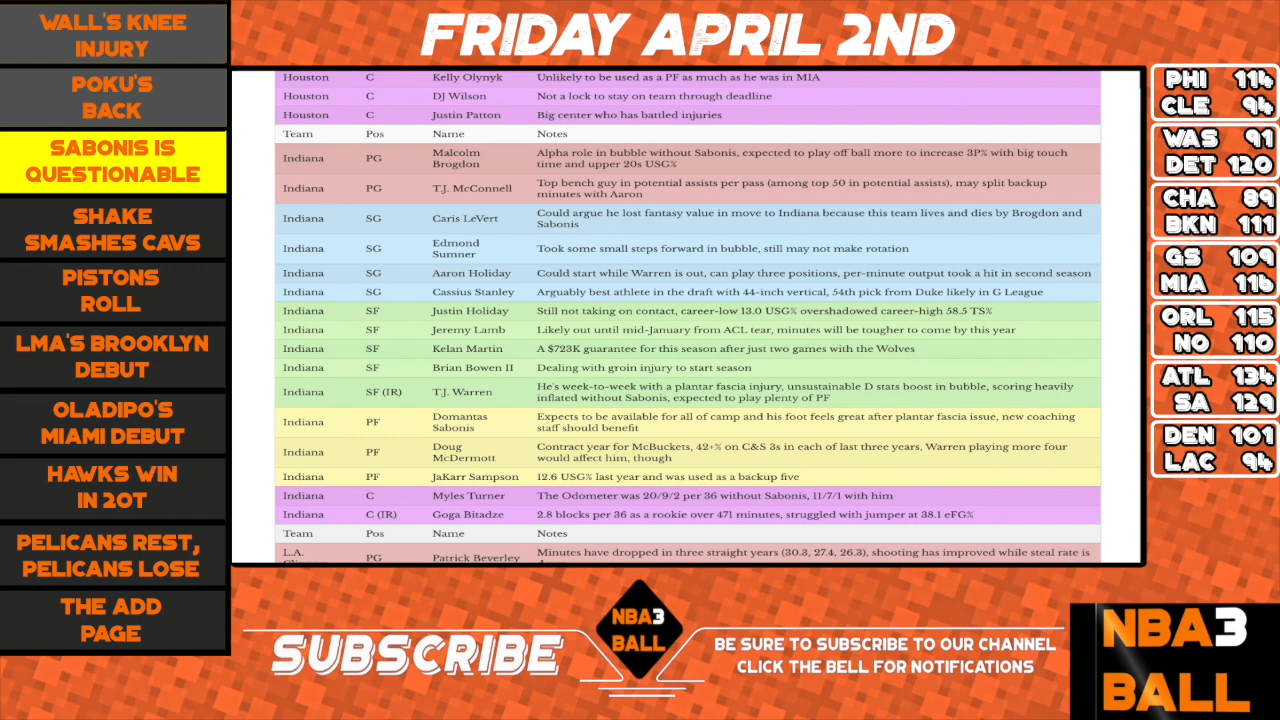 WALL'S KNEE
INJURY
POKU'S
BACK
SABONIS IS
QUESTIONABLE
SHAKE
SMASHES CAVS
PISTONS
ROLL
LMA'S BROOKLYN
DEBUT
OLADIPO'S
MIAMI DEBUT
HAWKS WIN
IN 2OT
PELICANS REST,
PELICANS LOSE
THE ADD
PAGE
FRIDAY APRIL 2ND
Houston C Kelly Olynyk Unlikely to be used as a PF as much as he was in MIA
Houston C DJ Wilson Not a lock to stay on team through deadline
Houston C Justin Patton Big center who has battled injuries
Team Pos Name Notes
Indiana PG Malcolm Brogdon Alpha role in bubble without Sabonis, expected to play off ball more to increase 3P% with big touch
time and upper 20s USG%
Indiana PG T.J. McConnell Top bench guy in potential assists per pass (among top 50 in potential assists), may split backup
minutes with Aaron
Indiana SG Caris LeVert Could argue he lost fantasy value in move to Indiana because this team lives and dies by Brogdon and
Sabonis
Indiana SG Edmond Sumner Took some small steps forward in bubble, still may not make rotation
Indiana SG Aaron Holiday Could start while Warren is out, can play three positions, per-minute output took a hit in second season
Indiana SG Cassius Stanley Arguably best athlete in the draft with 44-inch vertical, 54th pick from Duke likely in G League
Indiana SF Justin Holiday Still not taking on contact, career-low 13.0 USG% overshadowed career-high 58.5 TS%
Indiana SF Jeremy Lamb Likely out until mid-January from ACL tear, minutes will be tougher to come by this year
Indiana SF Kelan Martin A $723K guarantee for this season after just two games with the Wolves
Indiana SF Brian Bowen II Dealing with groin injury to start season
Indiana SF (IR) T.J. Warren He's week-to-week with a plantar fascia injury, unsustainable D stats boost in bubble, scoring heavily
inflated without Sabonis, expected to play plenty of PF
Indiana PF Domantas Sabonis Expects to be available for all of camp and his foot feels great after plantar fascia issue, new coaching
staff should benefit
Indiana PF Doug McDermott Contract year for McBuckets, 42+% on C&S 3s in each of last three years, Warren playing more four
would affect him, though
Indiana PF JaKarr Sampson 12.6 USG% last year and was used as a backup five
Indiana C Myles Turner The Odometer was 20/9/2 per 36 without Sabonis, 11/7/1 with him
Indiana C (IR) Goga Bitadze 2.8 blocks per 36 as a rookie over 471 minutes, struggled with jumper at 38.1 eFG%
Team Pos Name Notes
L.A. PG Patrick Beverley Minutes have dropped in three straight years (30.3, 27.4, 26.3), shooting has improved while steal rate is
PHI 114
CLE 94
WAS 91
DET 120
CHA 89
BKN 111
GS 109
MIA 116
ORL 115
NO 110
ATL 134
SA 129
DEN 101
LAC 94
SUBSCRIBE
NBA3
BALL
BE SURE TO SUBSCRIBE TO OUR CHANNEL
CLICK THE BELL FOR NOTIFICATIONS
NBA3
BALL